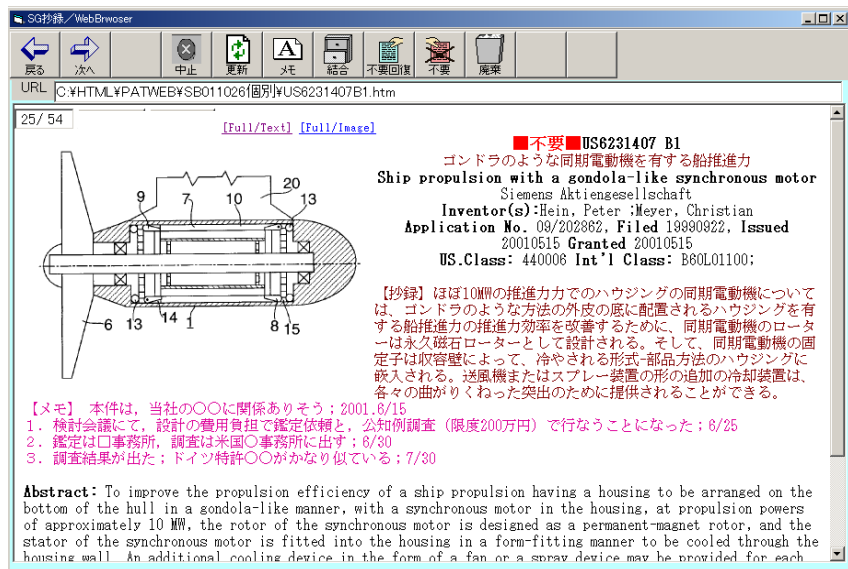 SG抄録／WebBrwoser
戻る 次へ 中止 更新 メモ 結合 不要回復 不要 廃棄
URL C:¥HTML¥PATWEB¥SB011026個別¥US6231407B1.htm
25/ 54
[Full/Text] [Full/Image]
■不要■US6231407 B1
ゴンドラのような同期電動機を有する船推進力
Ship propulsion with a gondola-like synchronous motor
Siemens Aktiengesellschaft
Inventor(s):Hein, Peter ;Meyer, Christian
Application No. 09/202862, Filed 19990922, Issued
20010515 Granted 20010515
US.Class: 440006 Int'l Class: B60L01100;
9 7 10 20 13
6 13 14 1 8 15
【抄録】ほぼ10MWの推進力力でのハウジングの同期電動機について
は、ゴンドラのような方法の外皮の底に配置されるハウジングを有
する船推進力の推進力効率を改善するために、同期電動機のロータ
ーは永久磁石ローターとして設計される。そして、同期電動機の固
定子は収容壁によって、冷やされる形式-部品方法のハウジングに
嵌入される。送風機またはスプレー装置の形の追加の冷却装置は、
各々の曲がりくねった突出のために提供されることができる。
【メモ】 本件は，当社の〇〇に関係ありそう；2001.6/15
１．検討会議にて，設計の費用負担で鑑定依頼と，公知例調査（限度200万円）で行なうことになった；6/25
２．鑑定は□事務所，調査は米国〇事務所に出す；6/30
３．調査結果が出た；ドイツ特許〇〇がかなり似ている；7/30
Abstract: To improve the propulsion efficiency of a ship propulsion having a housing to be arranged on the
bottom of the hull in a gondola-like manner, with a synchronous motor in the housing, at propulsion powers
of approximately 10 MW, the rotor of the synchronous motor is designed as a permanent-magnet rotor, and the
stator of the synchronous motor is fitted into the housing in a form-fitting manner to be cooled through the
housing wall. An additional cooling device in the form of a fan or a spray device may be provided for each